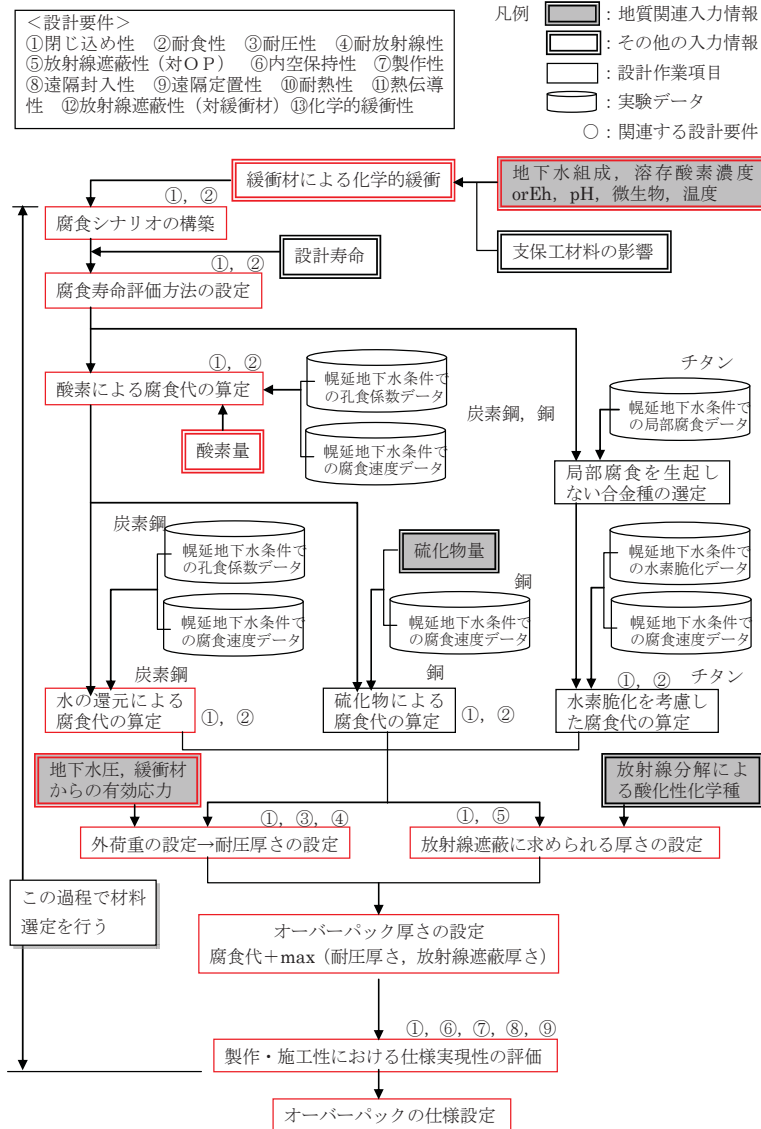 <設計要件>
①閉じ込め性 ②耐食性 ③耐圧性 ④耐放射線性
⑤放射線遮蔽性(対OP) ⑥内空保持性 ⑦製作性
⑧遠隔封入性 ⑨遠隔定置性 ⑩耐熱性 ⑪熱伝導
性 ⑫放射線遮蔽性(対緩衝材)⑬化学的緩衝性
凡例
:地質関連入力情報
:その他の入力情報
:設計作業項目
:実験データ
○:関連する設計要件
緩衝材による化学的緩衝
地下水組成,溶存酸素濃度
orEh,pH,微生物,温度
①,②
腐食シナリオの構築
設計寿命
支保工材料の影響
①,②
腐食寿命評価方法の設定
①,②
酸素による腐食代の算定
幌延地下水条件で
の孔食係数データ
酸素量
幌延地下水条件で
の腐食速度データ
炭素鋼,銅
チタン
幌延地下水条件で
の局部腐食データ
局部腐食を生起し
ない合金種の選定
炭素鋼
幌延地下水条件で
の孔食係数データ
幌延地下水条件で
の腐食速度データ
硫化物量
銅
幌延地下水条件で
の腐食速度データ
幌延地下水条件で
の水素脆化データ
幌延地下水条件で
の腐食速度データ
炭素鋼
水の還元による
腐食代の算定
①,②
銅
硫化物による
腐食代の算定
①,②
①,②
チタン
水素脆化を考慮し
た腐食代の算定
地下水圧,緩衝材
からの有効応力
放射線分解によ
る酸化性化学種
①,③,④
外荷重の設定→耐圧厚さの設定
①,⑤
放射線遮蔽に求められる厚さの設定
この過程で材料
選定を行う
オーバーパック厚さの設定
腐食代+max(耐圧厚さ,放射線遮蔽厚さ)
①,⑥,⑦,⑧,⑨
製作・施工性における仕様実現性の評価
オーバーパックの仕様設定